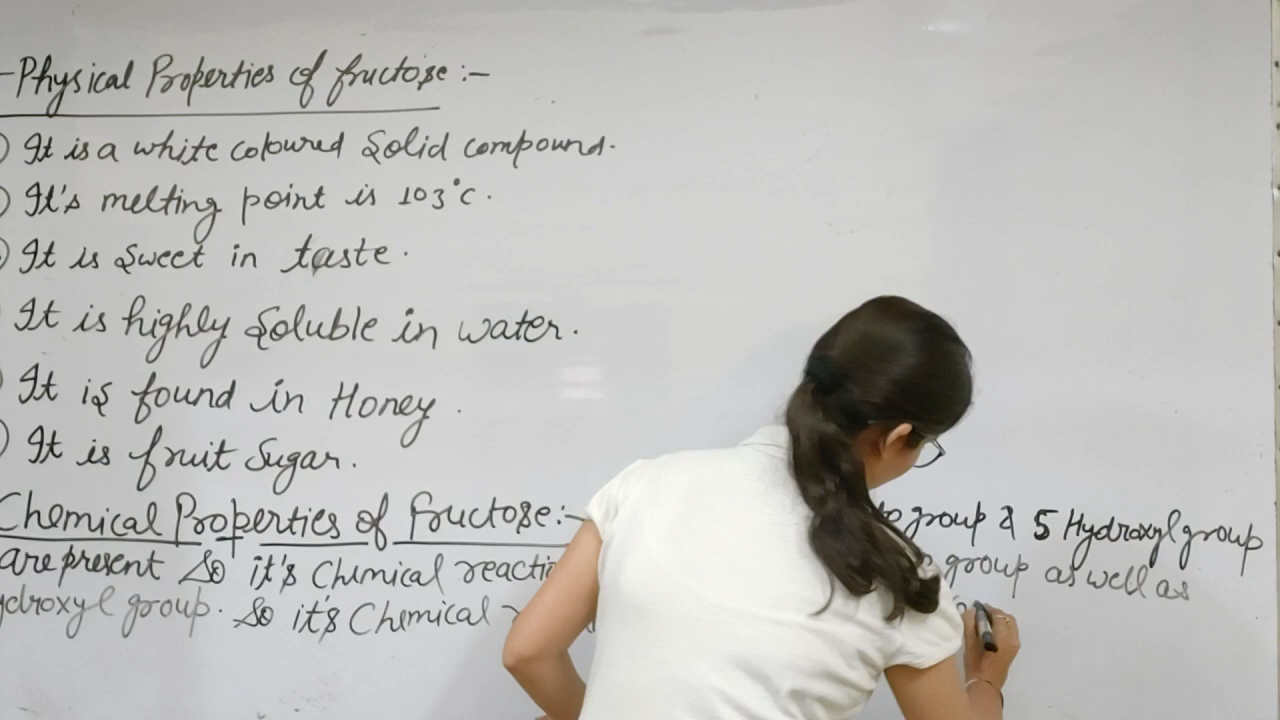 -Physical Properties of fructose:-
) It is a white coloured Solid compound.
) It's melting point is 103°c.
) It is sweet in taste.
It is highly Soluble in water.
) It is found in Honey.
) It is fruit Sugar.
Chemical Properties of fructose:- group & 5 Hydroxyl group
are present So it's Chemical group as well as
group. So it's Chemical